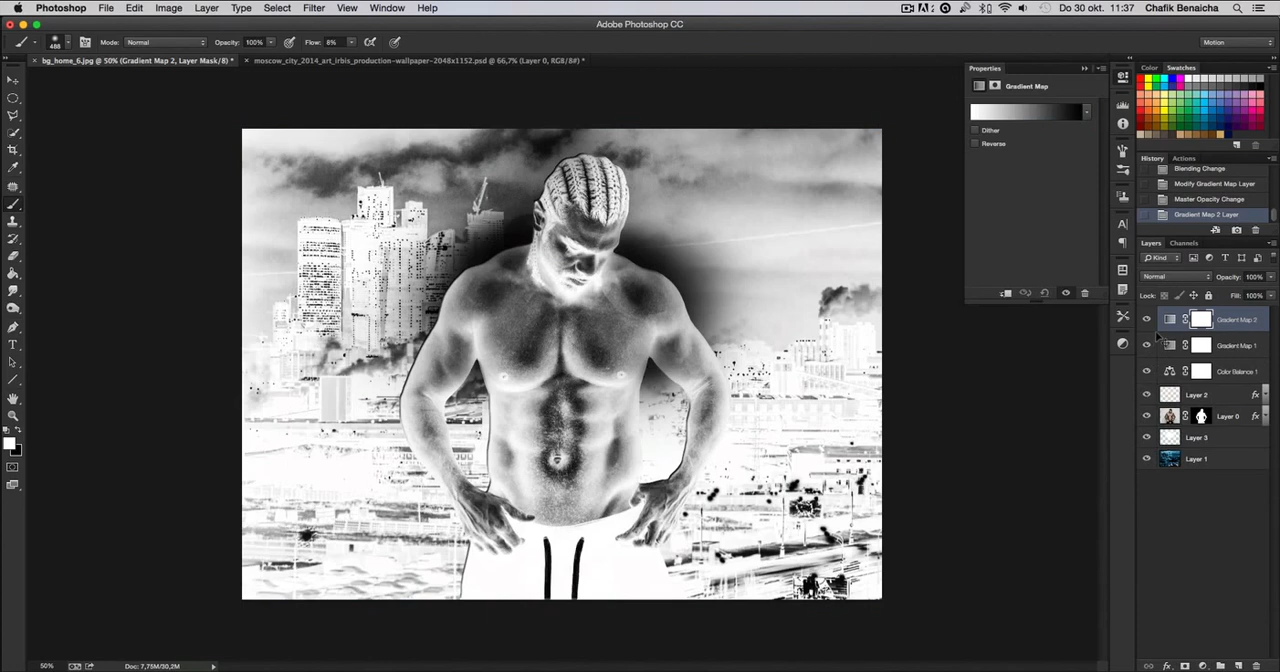 Photoshop File Edit Image Layer Type Select Filter View Window Help Do 30 okt. 11:37 Chafik Benaicha
Adobe Photoshop CC
488 Mode: Normal Opacity: 100% Flow: 8% Motion
× bg_home_6.jpg @ 50% (Gradient Map 2, Layer Mask/8) * × moscow_city_2014_art_irbis_production-wallpaper-2048x1152.psd @ 66,7% (Layer 0, RGB/8#) *
Properties
Gradient Map
Dither
Reverse
Color Swatches
History Actions
Blending Change
Modify Gradient Map Layer
Master Opacity Change
Gradient Map 2 Layer
Layers Channels
Kind
Normal Opacity: 100%
Lock: Fill: 100%
Gradient Map 2
Gradient Map 1
Color Balance 1
Layer 2 fx
Layer 0 fx
Layer 3
Layer 1
50% Doc: 7,75M/30,2M